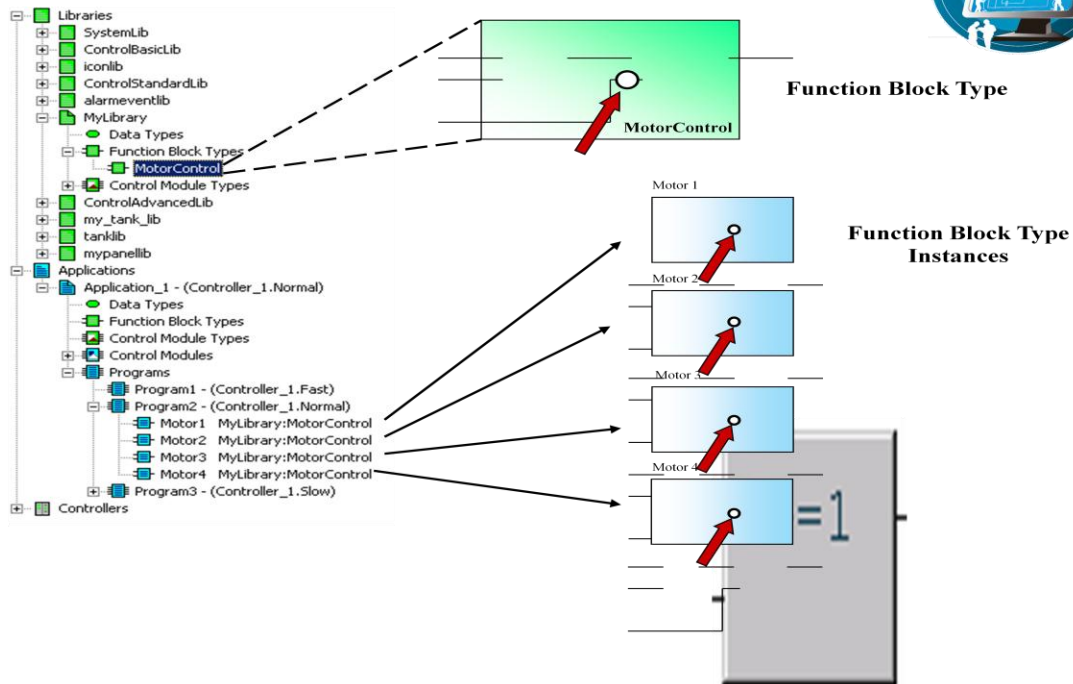 Libraries
SystemLib
ControlBasicLib
iconlib
ControlStandardLib
alarmeventlib
MyLibrary
Data Types
Function Block Types
MotorControl
Control Module Types
ControlAdvancedLib
my_tank_lib
tanklib
mypanellib
Applications
Application_1 - (Controller_1.Normal)
Data Types
Function Block Types
Control Module Types
Control Modules
Programs
Program1 - (Controller_1.Fast)
Program2 - (Controller_1.Normal)
Motor1 MyLibrary:MotorControl
Motor2 MyLibrary:MotorControl
Motor3 MyLibrary:MotorControl
Motor4 MyLibrary:MotorControl
Program3 - (Controller_1.Slow)
Controllers
MotorControl
Function Block Type
Motor 1
Motor 2
Motor 3
Motor 4
Function Block Type
Instances
=1